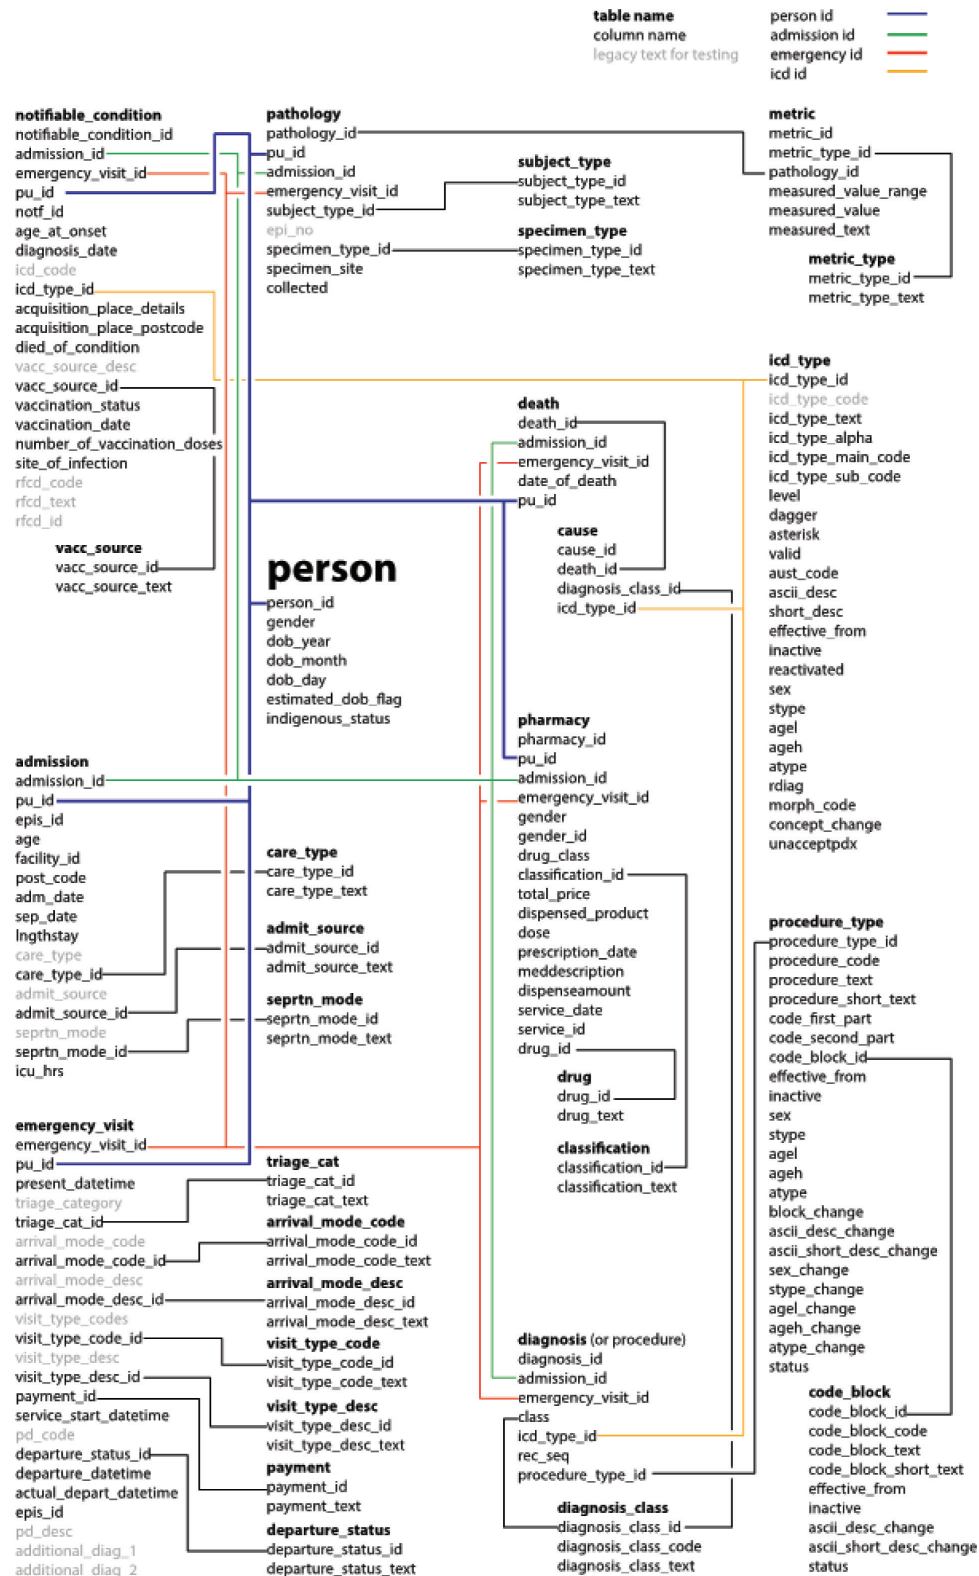 table name
column name
legacy text for testing
person id
admission id
emergency id
icd id
notifiable_condition
notifiable_condition_id
admission_id
emergency_visit_id
pu_id
notf_id
age_at_onset
diagnosis_date
icd_code
icd_type_id
acquisition_place_details
acquisition_place_postcode
died_of_condition
vacc_source_desc
vacc_source_id
vaccination_status
vaccination_date
number_of_vaccination_doses
site_of_infection
rfcd_code
rfcd_text
rfcd_id
vacc_source
vacc_source_id
vacc_source_text
admission
admission_id
pu_id
epis_id
age
facility_id
post_code
adm_date
sep_date
lngthstay
care_type
care_type_id
admit_source
admit_source_id
seprtn_mode
seprtn_mode_id
icu_hrs
emergency_visit
emergency_visit_id
pu_id
present_datetime
triage_category
triage_cat_id
arrival_mode_code
arrival_mode_code_id
arrival_mode_desc
arrival_mode_desc_id
visit_type_codes
visit_type_code_id
visit_type_desc
visit_type_desc_id
payment_id
service_start_datetime
pd_code
departure_status_id
departure_datetime
actual_depart_datetime
epis_id
pd_desc
additional_diag_1
additional_diag_2
pathology
pathology_id
pu_id
admission_id
emergency_visit_id
subject_type_id
epi_no
specimen_type_id
specimen_site
collected
person
person_id
gender
dob_year
dob_month
dob_day
estimated_dob_flag
indigenous_status
care_type
care_type_id
care_type_text
admit_source
admit_source_id
admit_source_text
seprtn_mode
seprtn_mode_id
seprtn_mode_text
triage_cat
triage_cat_id
triage_cat_text
arrival_mode_code
arrival_mode_code_id
arrival_mode_code_text
arrival_mode_desc
arrival_mode_desc_id
arrival_mode_desc_text
visit_type_code
visit_type_code_id
visit_type_code_text
visit_type_desc
visit_type_desc_id
visit_type_desc_text
payment
payment_id
payment_text
departure_status
departure_status_id
departure_status_text
subject_type
subject_type_id
subject_type_text
specimen_type
specimen_type_id
specimen_type_text
death
death_id
admission_id
emergency_visit_id
date_of_death
pu_id
cause
cause_id
death_id
diagnosis_class_id
icd_type_id
pharmacy
pharmacy_id
pu_id
admission_id
emergency_visit_id
gender
gender_id
drug_class
classification_id
total_price
dispensed_product
dose
prescription_date
meddescription
dispenseamount
service_date
service_id
drug_id
drug
drug_id
drug_text
classification
classification_id
classification_text
diagnosis (or procedure)
diagnosis_id
admission_id
emergency_visit_id
class
icd_type_id
rec_seq
procedure_type_id
diagnosis_class
diagnosis_class_id
diagnosis_class_code
diagnosis_class_text
metric
metric_id
metric_type_id
pathology_id
measured_value_range
measured_value
measured_text
metric_type
metric_type_id
metric_type_text
icd_type
icd_type_id
icd_type_code
icd_type_text
icd_type_alpha
icd_type_main_code
icd_type_sub_code
level
dagger
asterisk
valid
aust_code
ascii_desc
short_desc
effective_from
inactive
reactivated
sex
stype
agel
ageh
atype
rdiag
morph_code
concept_change
unacceptpdx
procedure_type
procedure_type_id
procedure_code
procedure_text
procedure_short_text
code_first_part
code_second_part
code_block_id
effective_from
inactive
sex
stype
agel
ageh
atype
block_change
ascii_desc_change
ascii_short_desc_change
sex_change
stype_change
agel_change
ageh_change
atype_change
status
code_block
code_block_id
code_block_code
code_block_text
code_block_short_text
effective_from
inactive
ascii_desc_change
ascii_short_desc_change
status